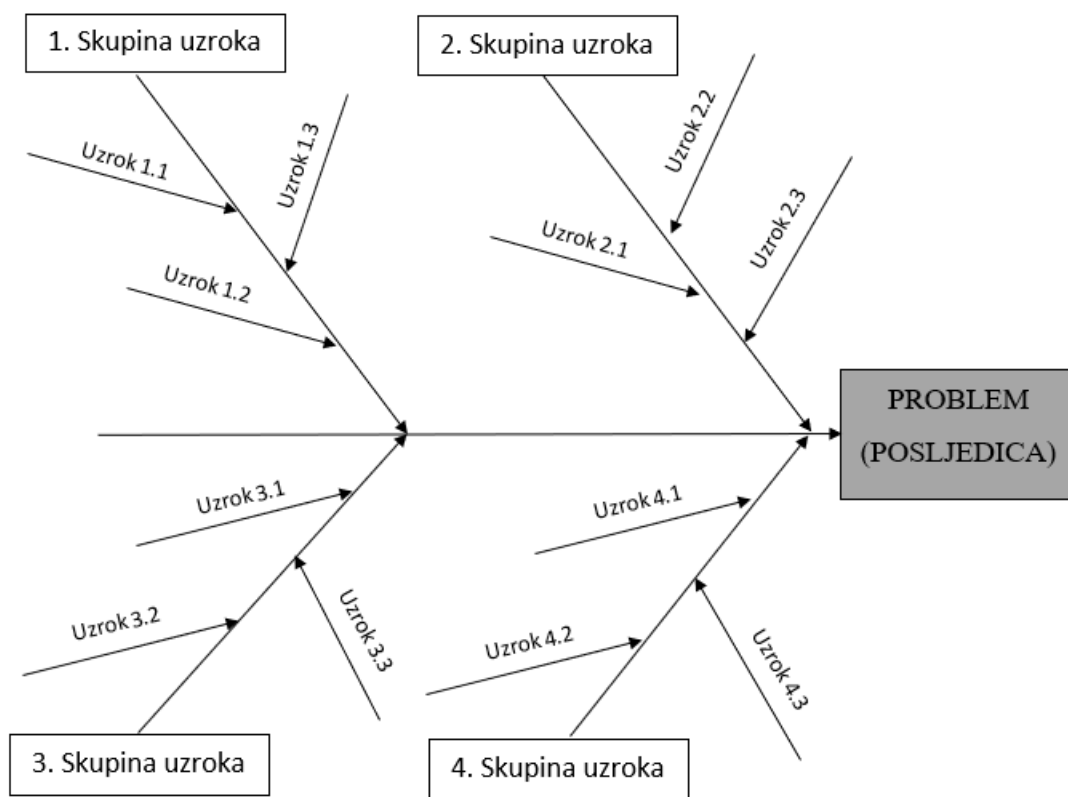 1. Skupina uzroka
2. Skupina uzroka
Uzrok 1.1
Uzrok 1.3
Uzrok 1.2
Uzrok 2.2
Uzrok 2.1
Uzrok 2.3
PROBLEM
(POSLJEDICA)
Uzrok 3.1
Uzrok 3.2
Uzrok 3.3
Uzrok 4.1
Uzrok 4.2
Uzrok 4.3
3. Skupina uzroka
4. Skupina uzroka